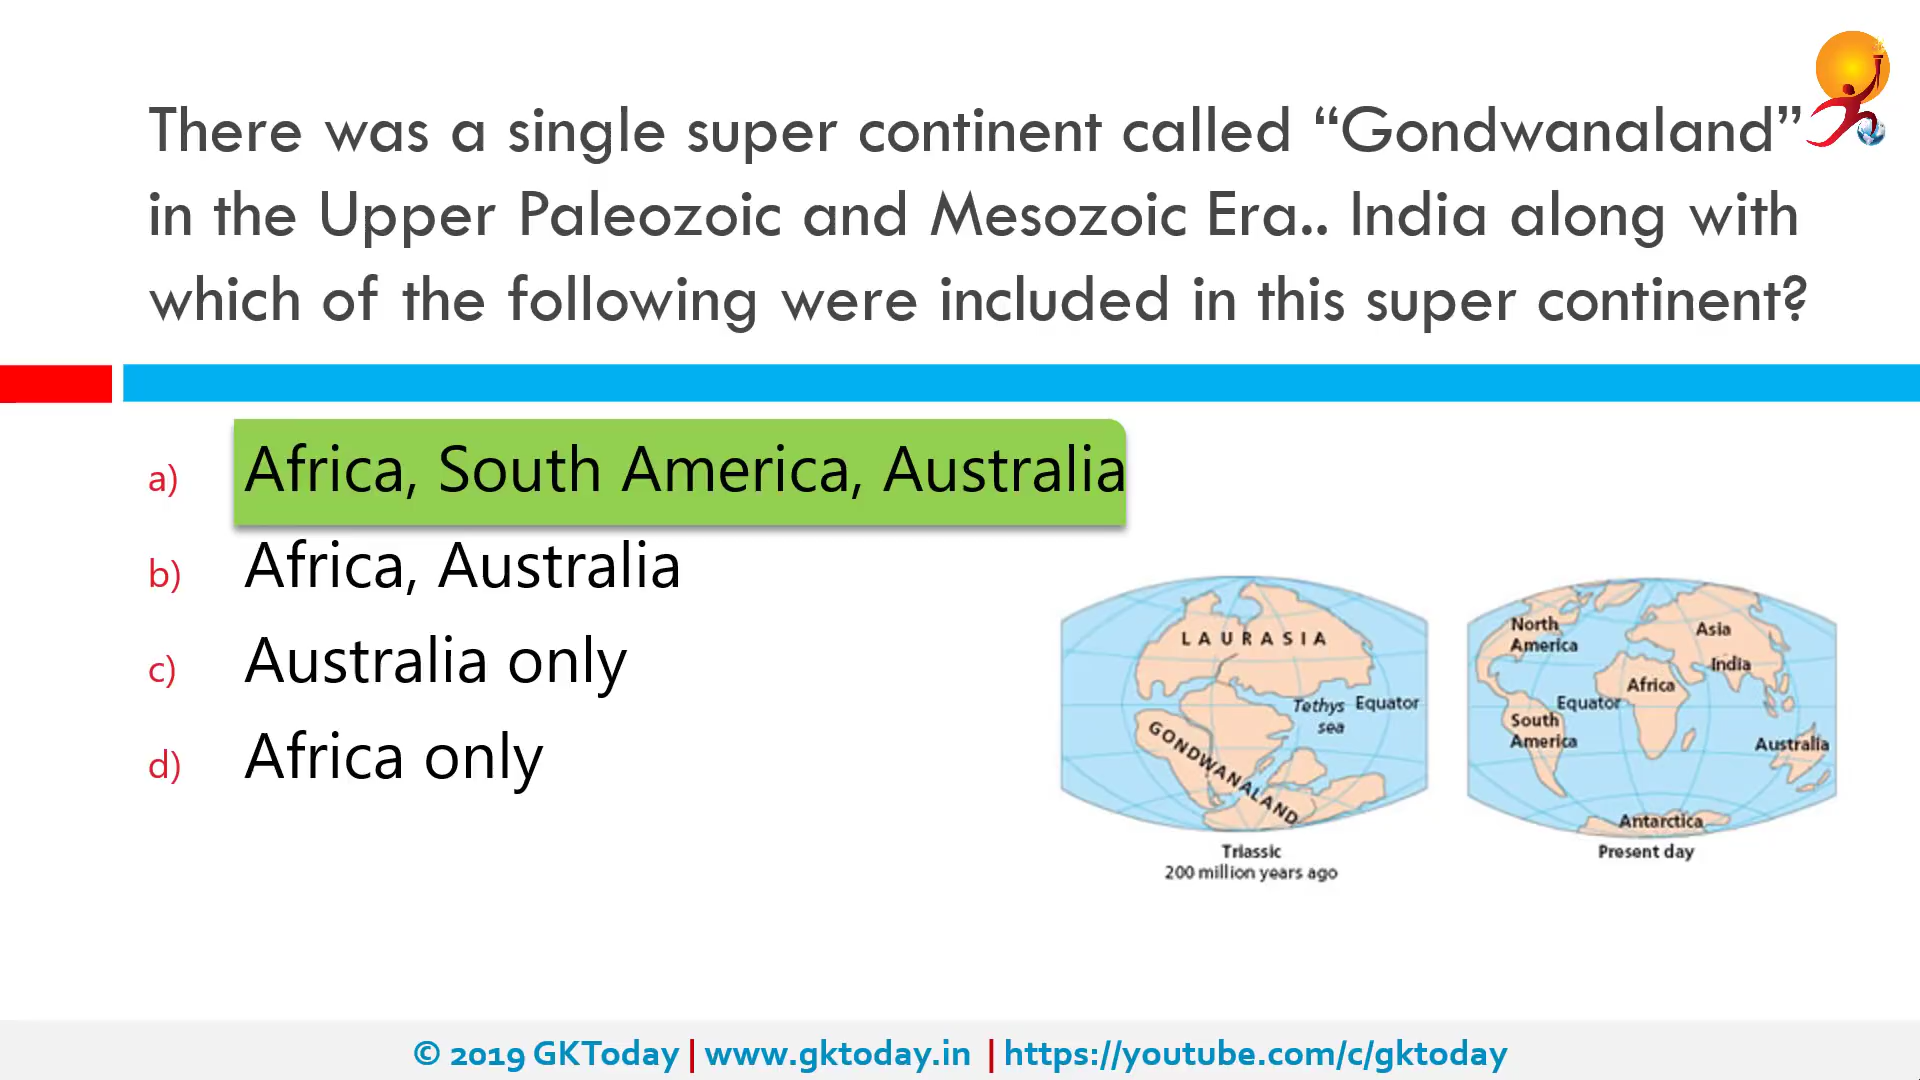 There was a single super continent called “Gondwanaland”
in the Upper Paleozoic and Mesozoic Era.. India along with
which of the following were included in this super continent?
a) Africa, South America, Australia
b) Africa, Australia
c) Australia only
d) Africa only
LAURASIA
Tethys sea
Equator
GONDWANALAND
Triassic
200 million years ago
North America
Asia
India
Africa
Equator
South America
Australia
Antarctica
Present day
© 2019 GKToday | www.gktoday.in | https://youtube.com/c/gktoday